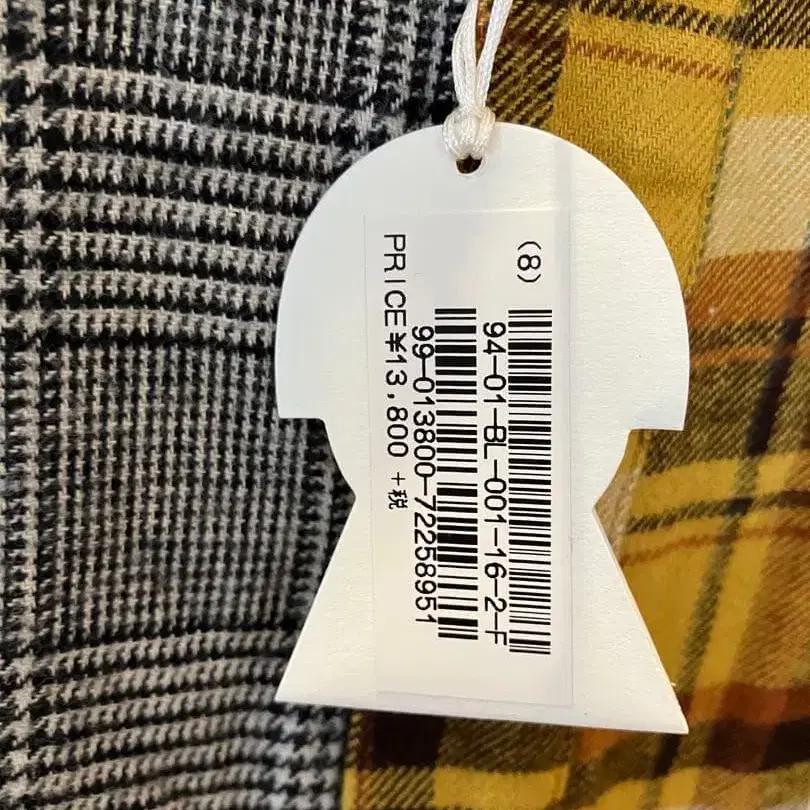 (8)
94-01-BL-001-16-2-F
99-013800-72258951
PRICE¥13,800 +税